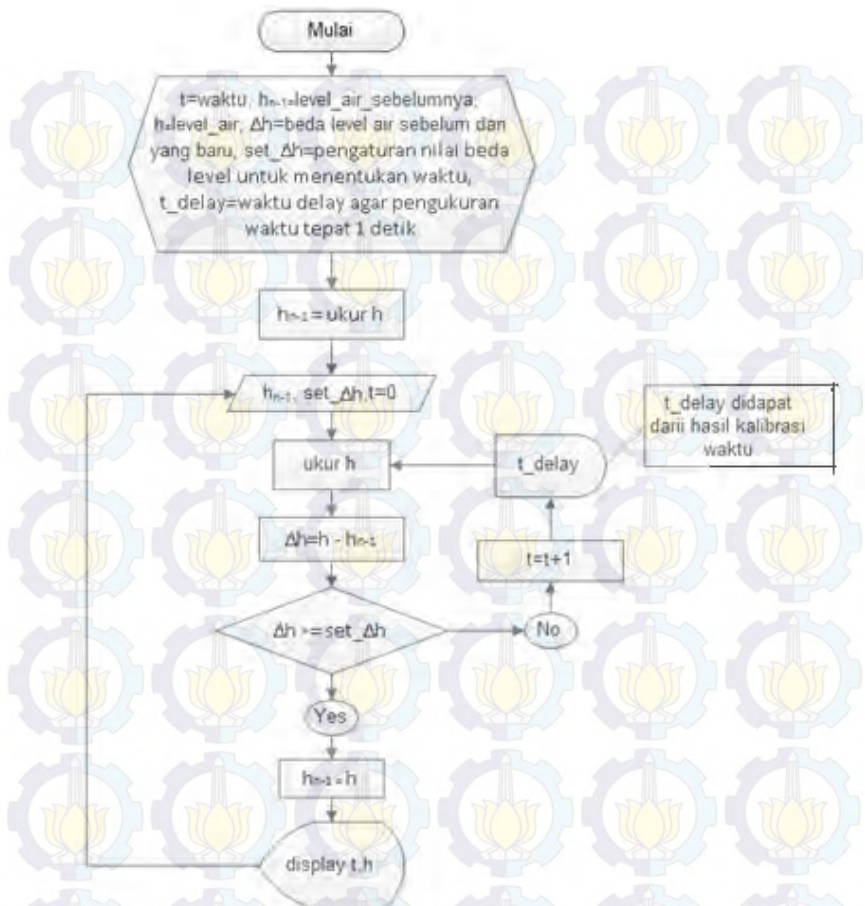 Mulai
t=waktu, hn-1=level_air_sebelumnya,
h=level_air, Δh=beda level air sebelum dan
yang baru, set_Δh=pengaturan nilai beda
level untuk menentukan waktu,
t_delay=waktu delay agar pengukuran
waktu tepat 1 detik
hn-1 = ukur h
hn-1, set_Δh,t=0
t_delay didapat
darii hasil kalibrasi
waktu
ukur h
t_delay
Δh=h - hn-1
t=t+1
Δh >= set_Δh
No
Yes
hn-1 = h
display t,h